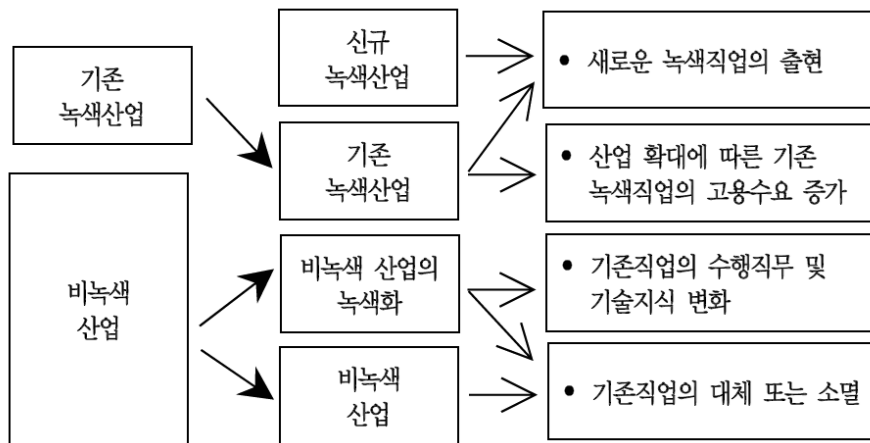 기존
녹색산업
비녹색
산업
신규
녹색산업
기존
녹색산업
비녹색 산업의
녹색화
비녹색
산업
• 새로운 녹색직업의 출현
• 산업 확대에 따른 기존
녹색직업의 고용수요 증가
• 기존직업의 수행직무 및
기술지식 변화
• 기존직업의 대체 또는 소멸